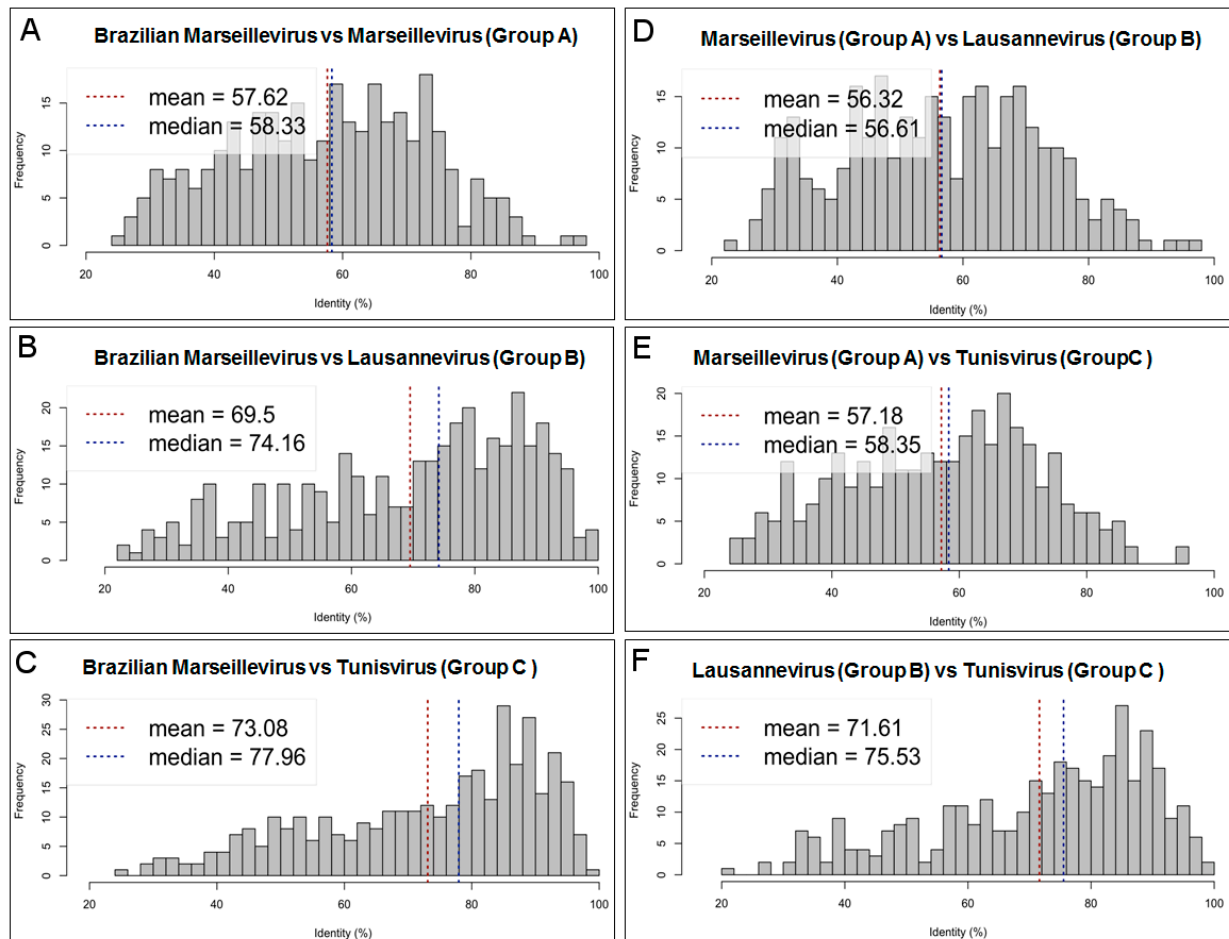 A
Brazilian Marseillevirus vs Marseillevirus (Group A)
mean = 57.62
median = 58.33
Frequency
15
10
5
0
20 40 60 80 100
Identity (%)
B
Brazilian Marseillevirus vs Lausannevirus (Group B)
mean = 69.5
median = 74.16
Frequency
20
15
10
5
0
20 40 60 80 100
Identity (%)
C
Brazilian Marseillevirus vs Tunisvirus (Group C )
mean = 73.08
median = 77.96
Frequency
30
25
20
15
10
5
0
20 40 60 80 100
Identity (%)
D
Marseillevirus (Group A) vs Lausannevirus (Group B)
mean = 56.32
median = 56.61
Frequency
15
10
5
0
20 40 60 80 100
Identity (%)
E
Marseillevirus (Group A) vs Tunisvirus (GroupC )
mean = 57.18
median = 58.35
Frequency
20
15
10
5
0
20 40 60 80 100
Identity (%)
F
Lausannevirus (Group B) vs Tunisvirus (Group C )
mean = 71.61
median = 75.53
Frequency
25
20
15
10
5
0
20 40 60 80 100
Identity (%)